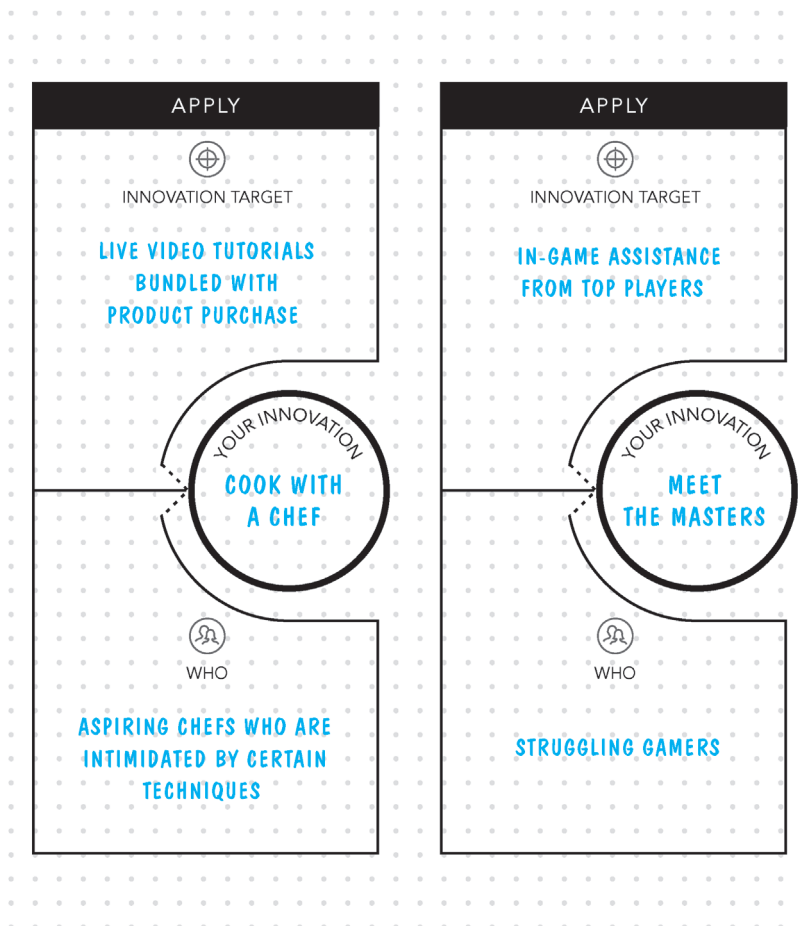 APPLY
INNOVATION TARGET
LIVE VIDEO TUTORIALS
BUNDLED WITH
PRODUCT PURCHASE
YOUR INNOVATION
COOK WITH
A CHEF
WHO
ASPIRING CHEFS WHO ARE
INTIMIDATED BY CERTAIN
TECHNIQUES
APPLY
INNOVATION TARGET
IN-GAME ASSISTANCE
FROM TOP PLAYERS
YOUR INNOVATION
MEET
THE MASTERS
WHO
STRUGGLING GAMERS